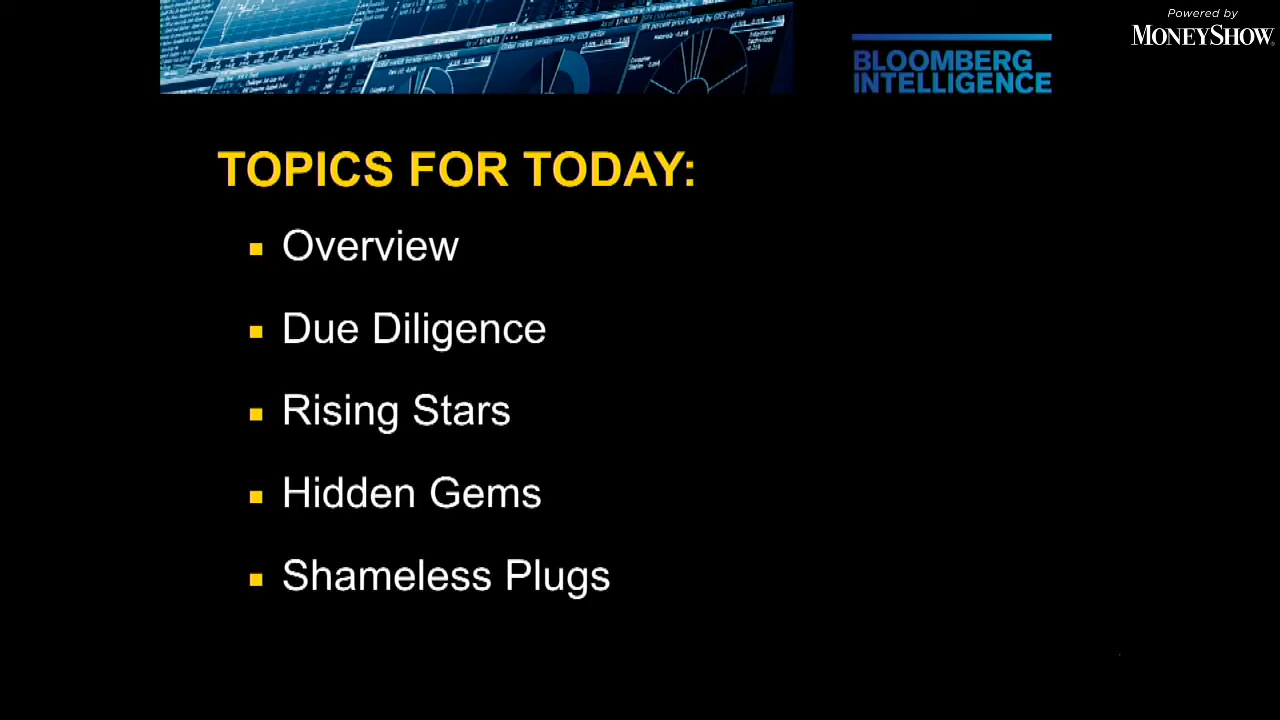 Powered by
MONEYSHOW
BLOOMBERG
INTELLIGENCE
TOPICS FOR TODAY:
Overview
Due Diligence
Rising Stars
Hidden Gems
Shameless Plugs